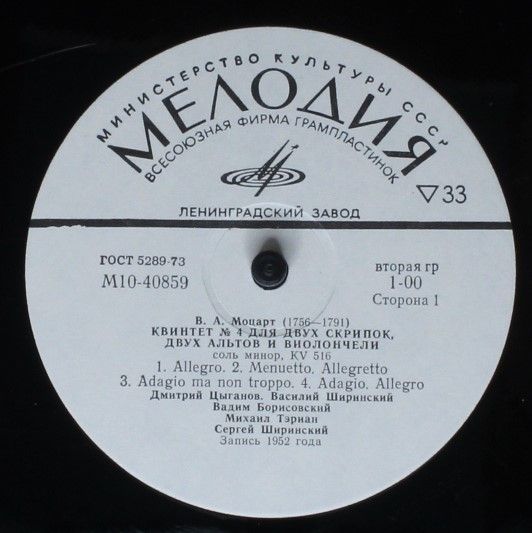 МИНИСТЕРСТВО КУЛЬТУРЫ СССР
МЕЛОДИЯ
ВСЕСОЮЗНАЯ ФИРМА ГРАМПЛАСТИНОК
▽33
ЛЕНИНГРАДСКИЙ ЗАВОД
ГОСТ 5289-73
М10-40859
вторая гр
1-00
Сторона 1
В. А. Моцарт (1756—1791)
КВИНТЕТ № 4 ДЛЯ ДВУХ СКРИПОК,
ДВУХ АЛЬТОВ И ВИОЛОНЧЕЛИ
соль минор, KV 516
1. Allegro. 2. Menuetto. Allegretto
3. Adagio ma non troppo. 4. Adagio. Allegro
Дмитрий Цыганов. Василий Ширинский
Вадим Борисовский
Михаил Тэриан
Сергей Ширинский
Запись 1952 года